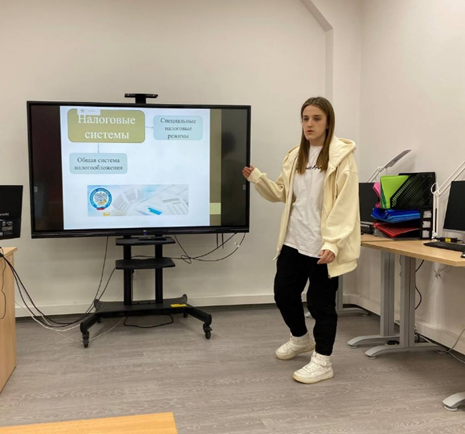 Налоговые
системы
Специальные
налоговые
режимы
Общая система
налогообложения